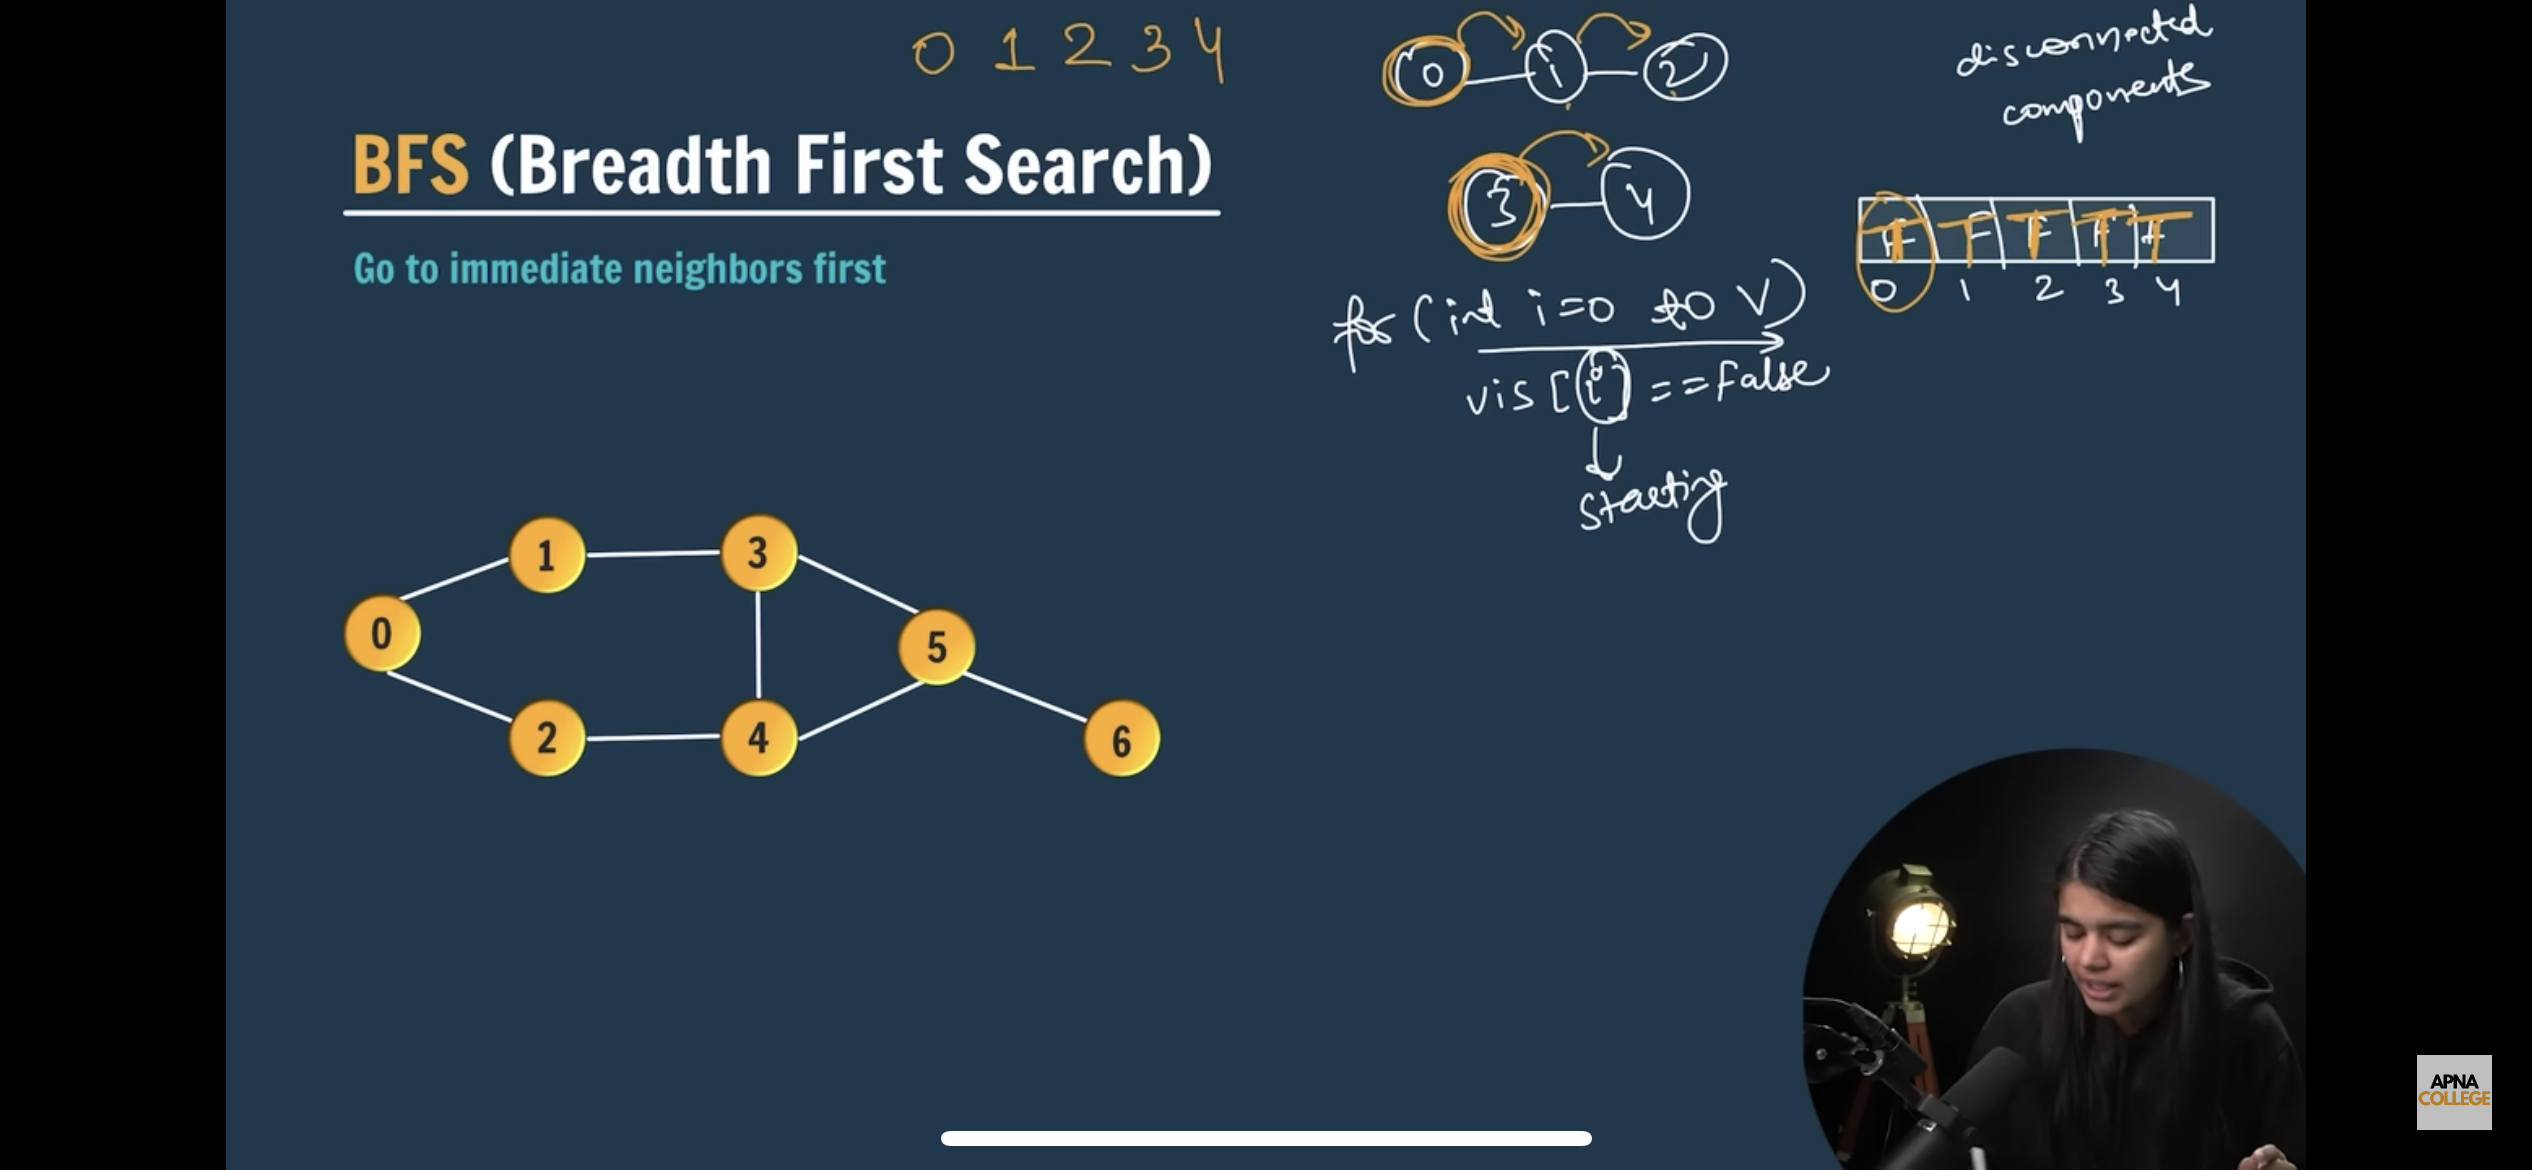 0 1 2 3 4
BFS (Breadth First Search)
Go to immediate neighbors first
0 1 2
3 4
disconnected
components
F F F F F
T T T T T
0 1 2 3 4
for (int i=0 to V)
vis [i] ==False
Starting
1 3
0 5
2 4 6
APNA
COLLEGE